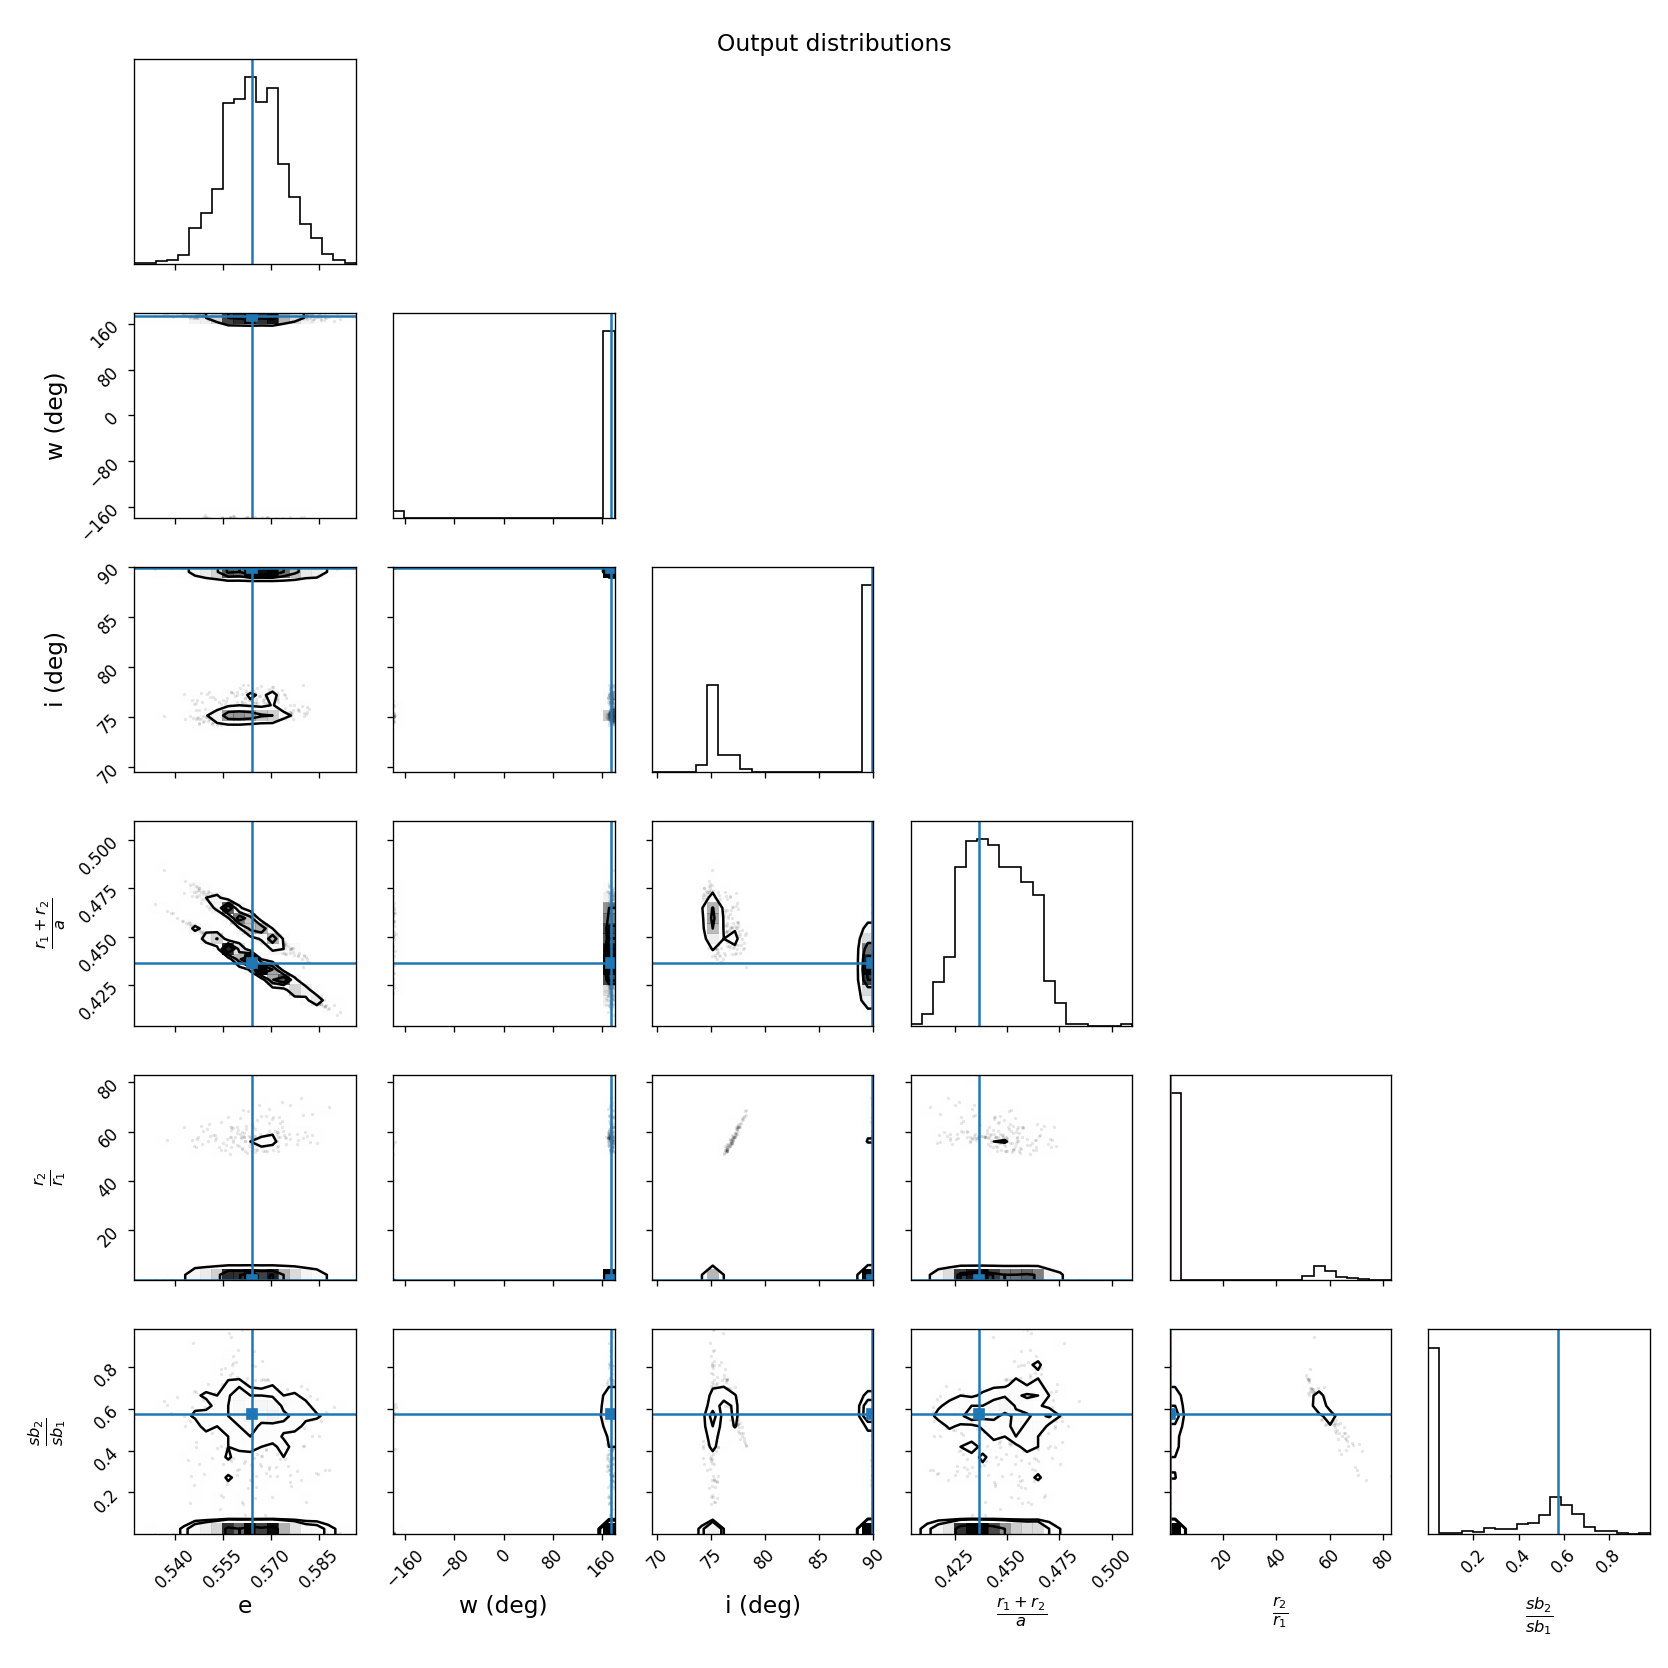 Output distributions
w (deg)
160
80
0
−80
−160
i (deg)
90
85
80
75
70
r₁ + r₂
a
0.500
0.475
0.450
0.425
r₂
r₁
80
60
40
20
sb₂
sb₁
0.8
0.6
0.4
0.2
0.540 0.555 0.570 0.585 −160 −80 0 80 160 70 75 80 85 90 0.425 0.450 0.475 0.500 20 40 60 80 0.2 0.4 0.6 0.8
e w (deg) i (deg) r₁ + r₂ r₂ sb₂
a r₁ sb₁